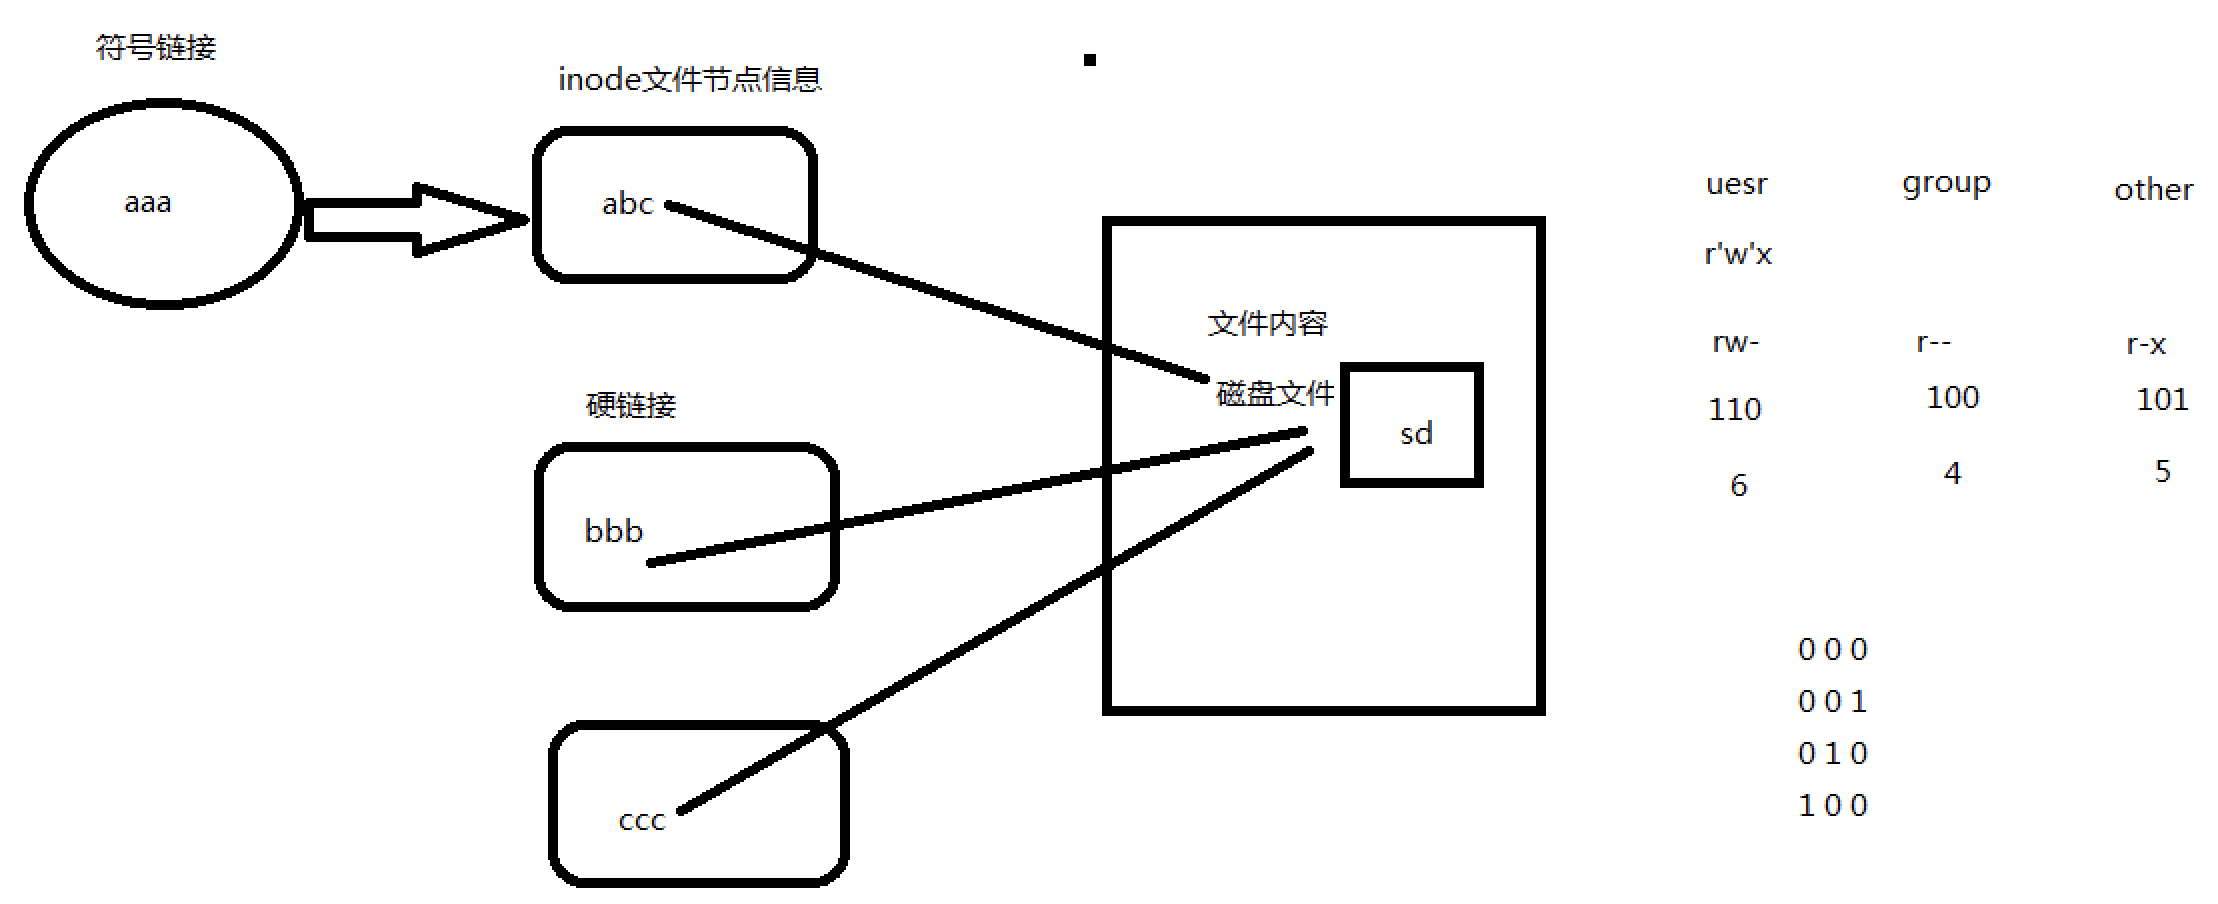 符号链接
inode文件节点信息
aaa
abc
硬链接
bbb
ccc
文件内容
磁盘文件
sd
uesr group other
r'w'x
rw- r-- r-x
110 100 101
6 4 5
0 0 0
0 0 1
0 1 0
1 0 0